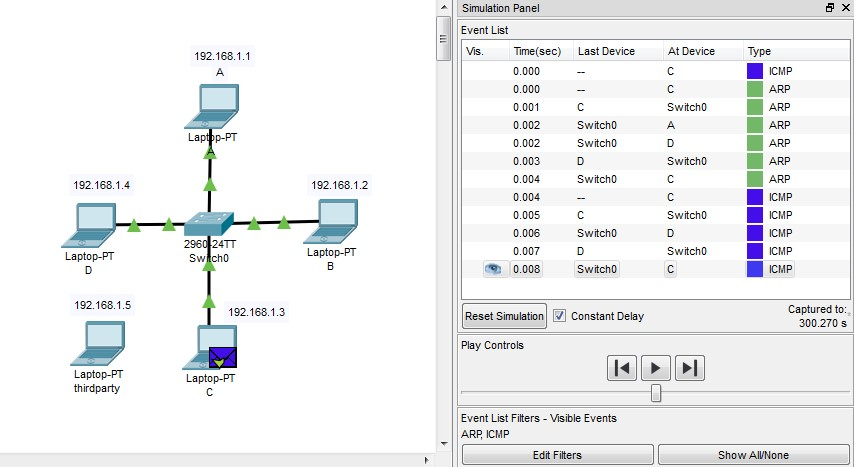 192.168.1.1
A
Laptop-PT
A
192.168.1.4
Laptop-PT
D
192.168.1.2
Laptop-PT
B
2960-24TT
Switch0
192.168.1.5
Laptop-PT
thirdparty
192.168.1.3
Laptop-PT
C
Simulation Panel
Event List
Vis. Time(sec) Last Device At Device Type
0.000 -- C ICMP
0.000 -- C ARP
0.001 C Switch0 ARP
0.002 Switch0 A ARP
0.002 Switch0 D ARP
0.003 D Switch0 ARP
0.004 Switch0 C ARP
0.004 -- C ICMP
0.005 C Switch0 ICMP
0.006 Switch0 D ICMP
0.007 D Switch0 ICMP
0.008 Switch0 C ICMP
Reset Simulation Constant Delay Captured to:
300.270 s
Play Controls
Event List Filters - Visible Events
ARP, ICMP
Edit Filters Show All/None